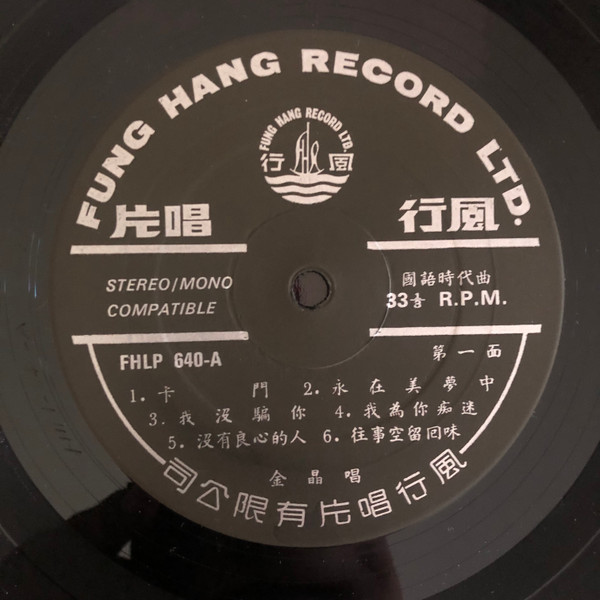 FUNG HANG RECORD LTD.
FUNG HANG RECORD LTD.
風行
風行唱片
STEREO/MONO
COMPATIBLE
國語時代曲
33⅓ R.P.M.
FHLP 640-A
第一面
1. 卡門 2. 永在美夢中
3. 我沒騙你 4. 我為你痴迷
5. 沒有良心的人 6. 往事空留回味
金晶唱
風行唱片有限公司